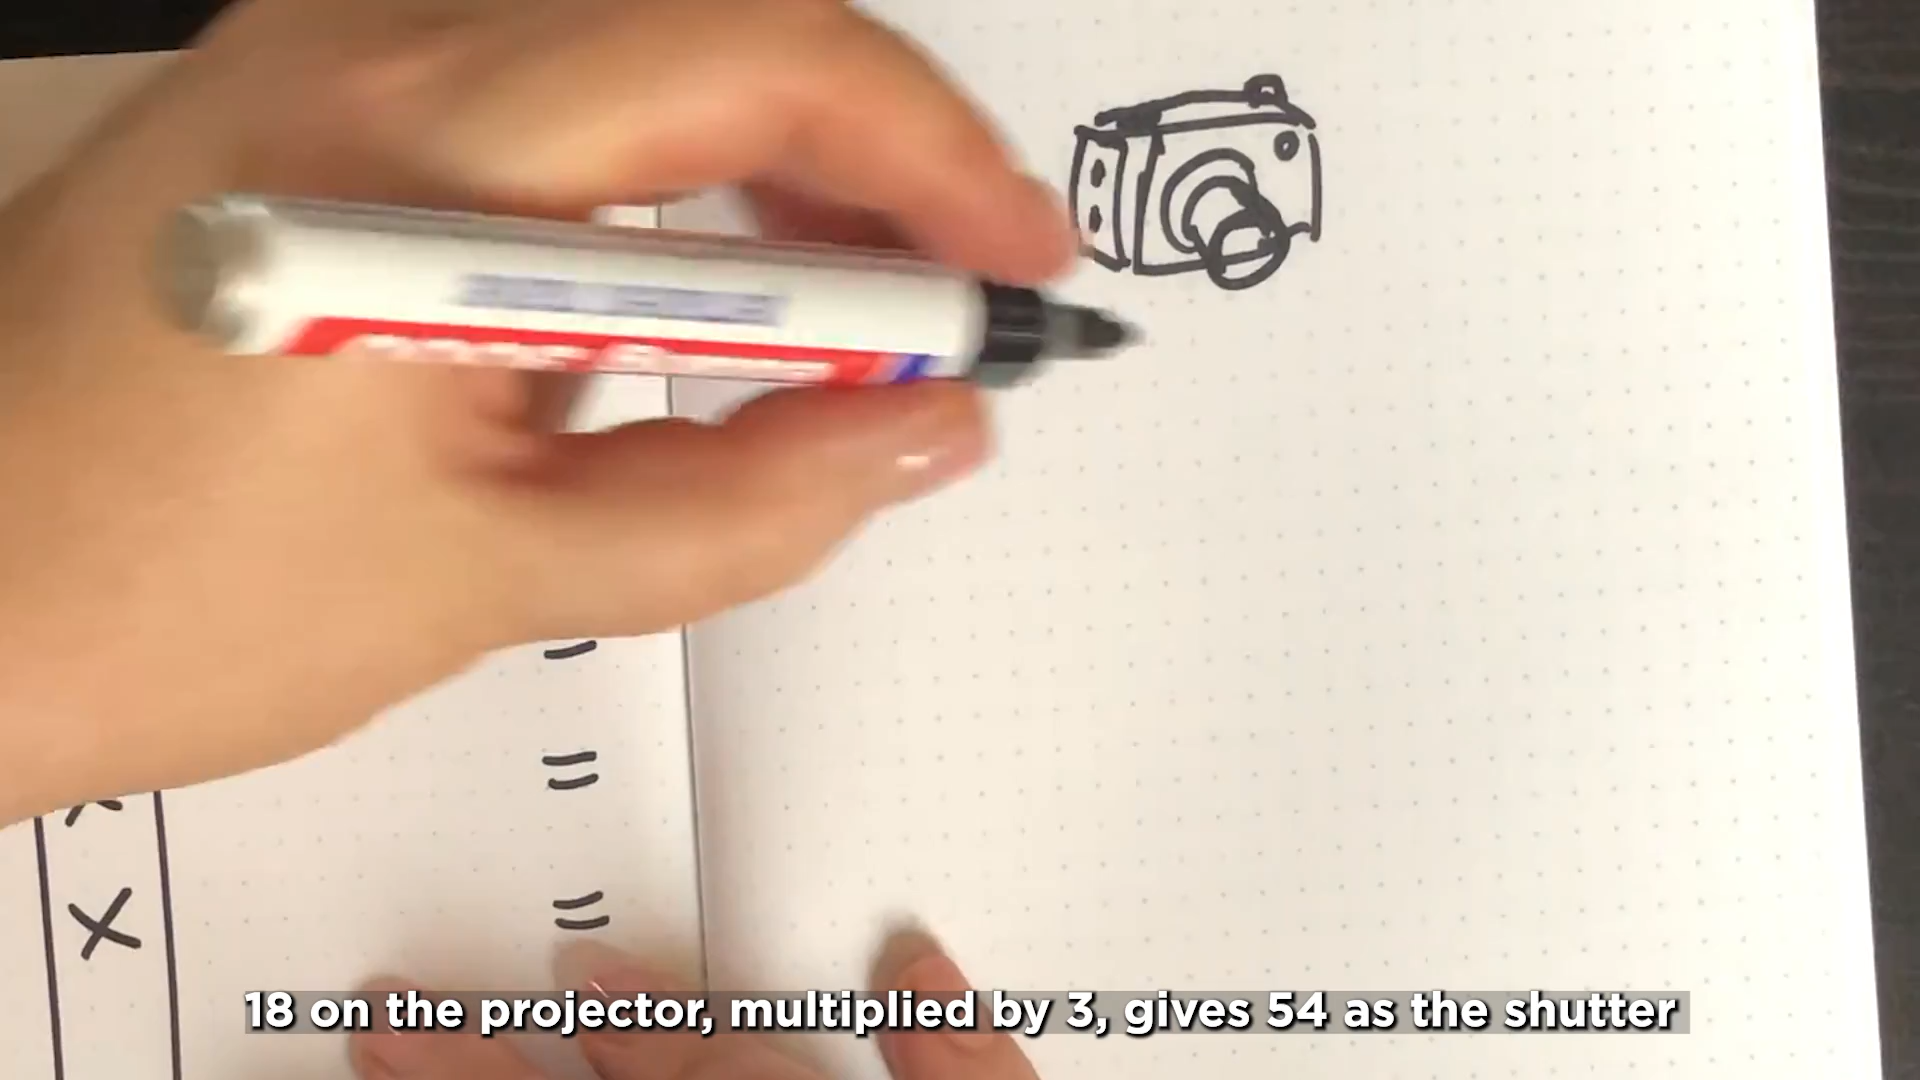 =
=
X
=
18 on the projector, multiplied by 3, gives 54 as the shutter